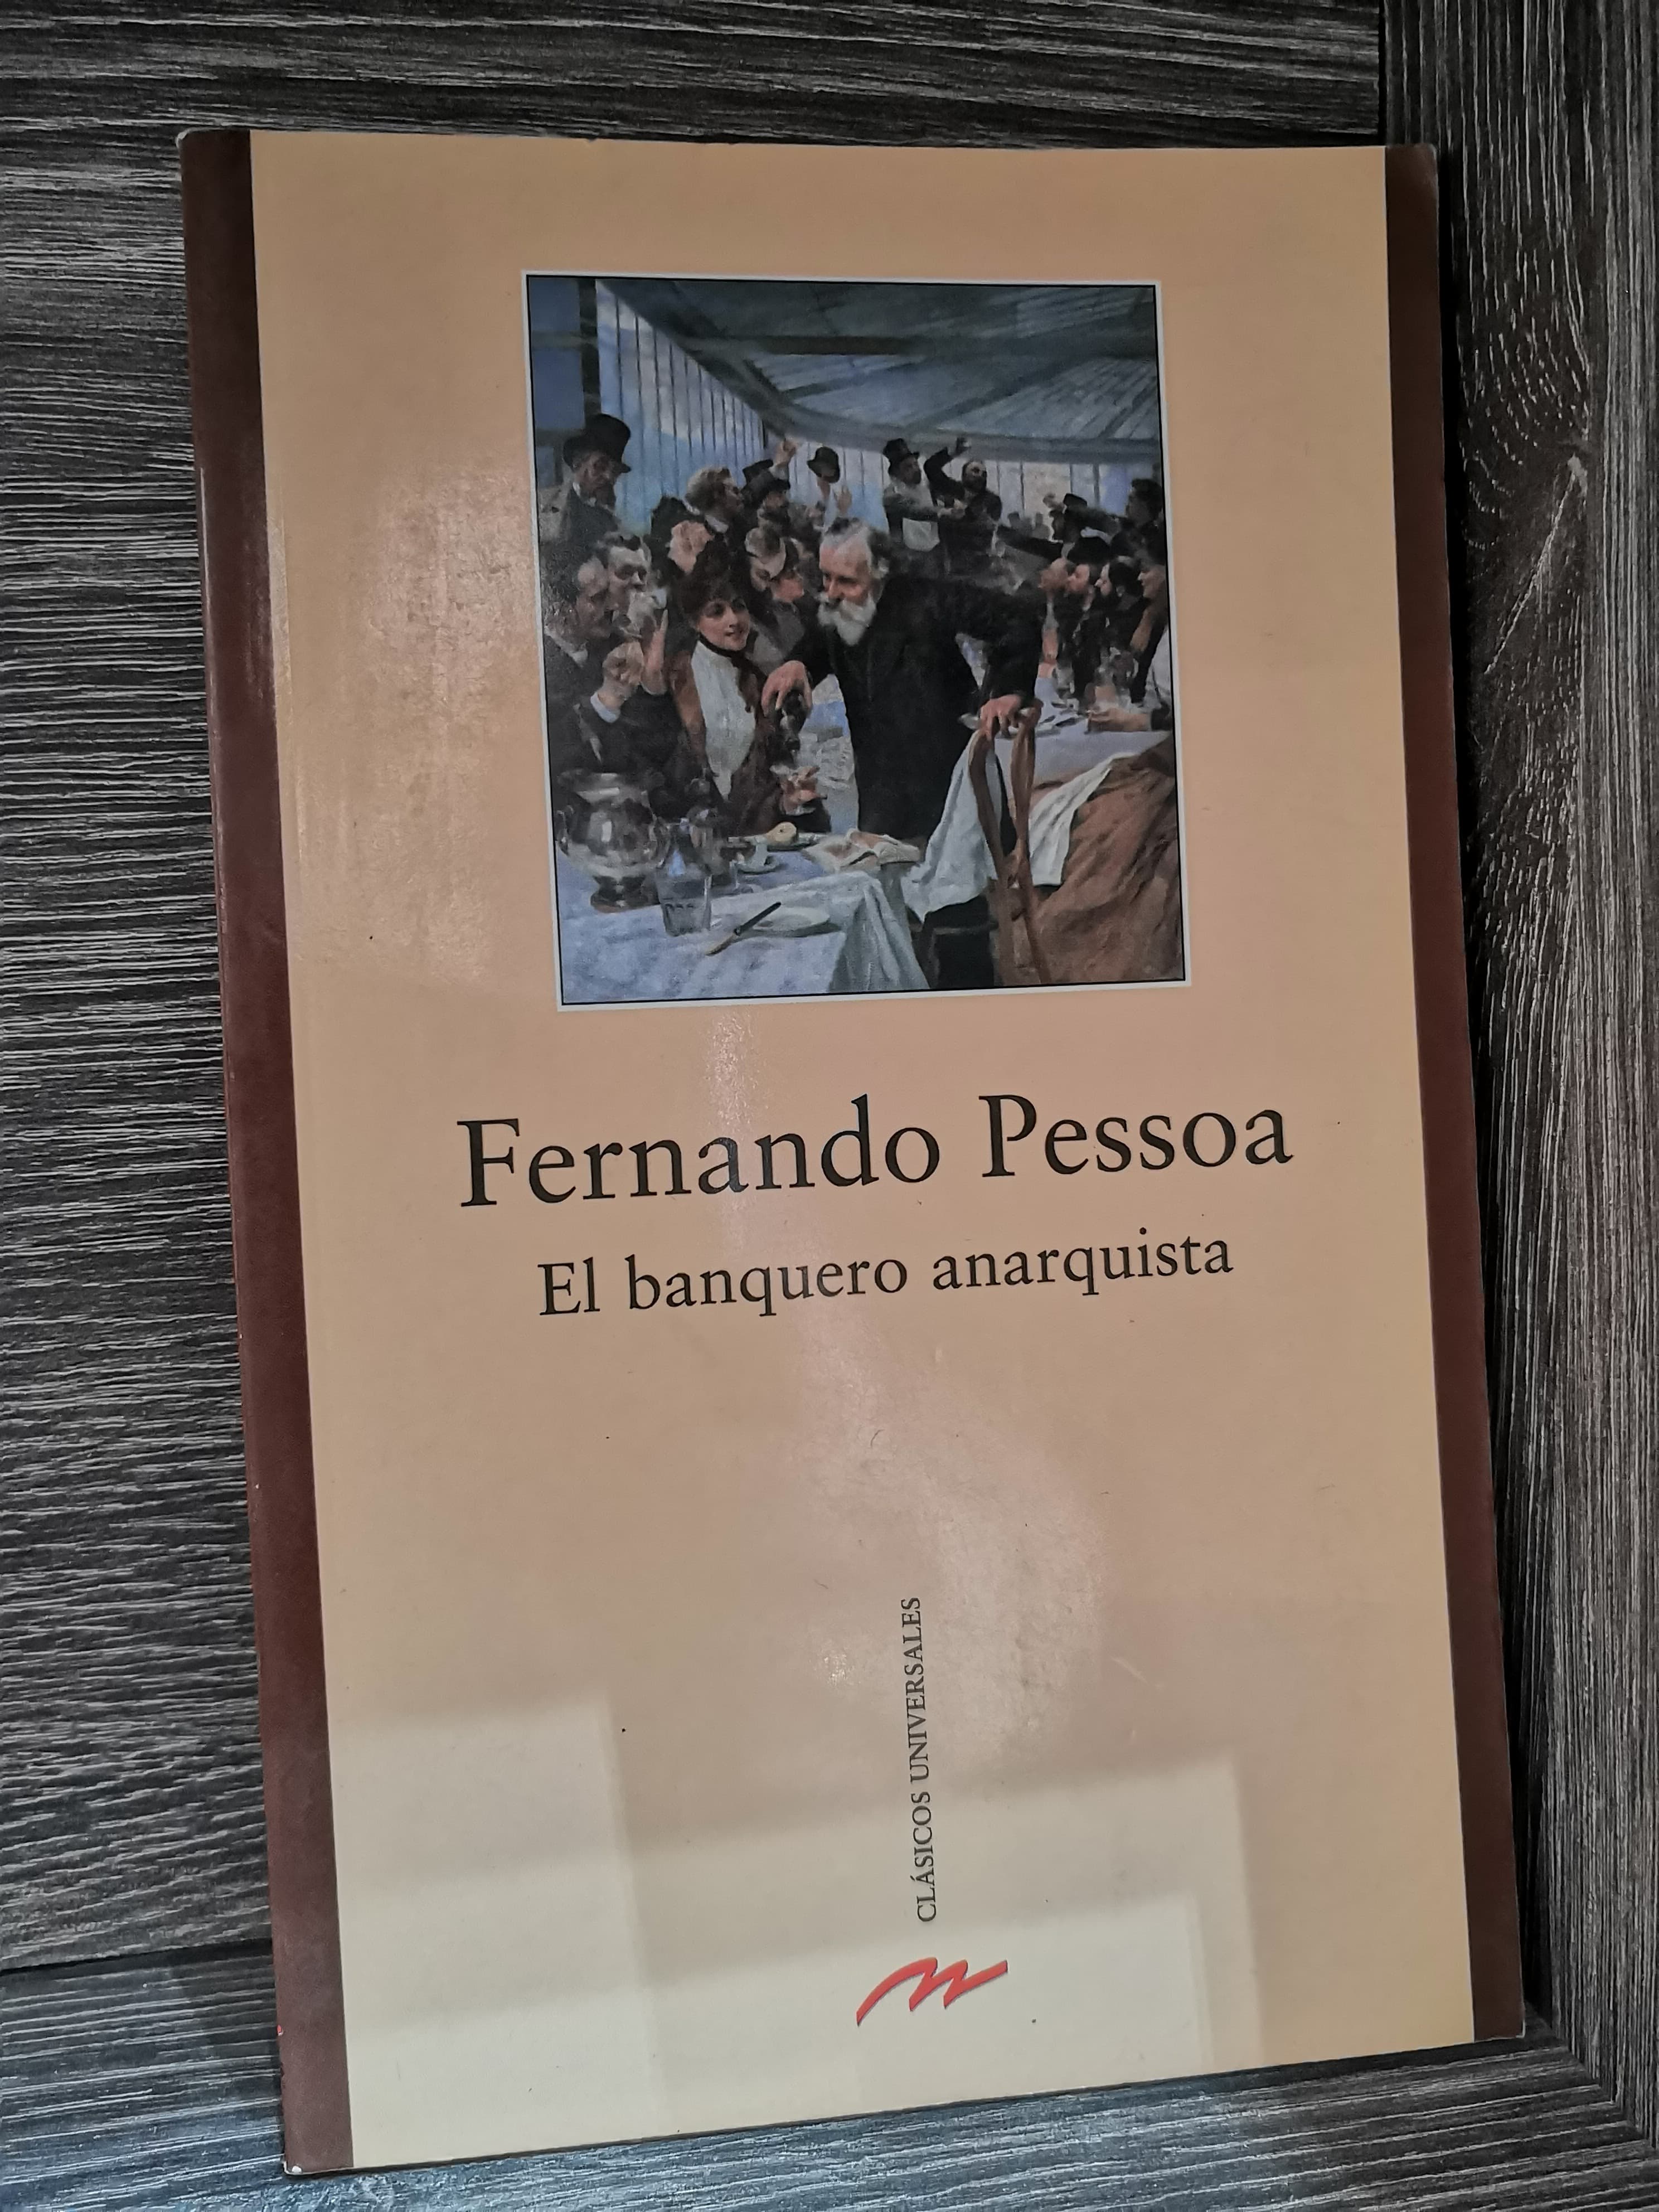 Fernando Pessoa
El banquero anarquista
CLÁSICOS UNIVERSALES